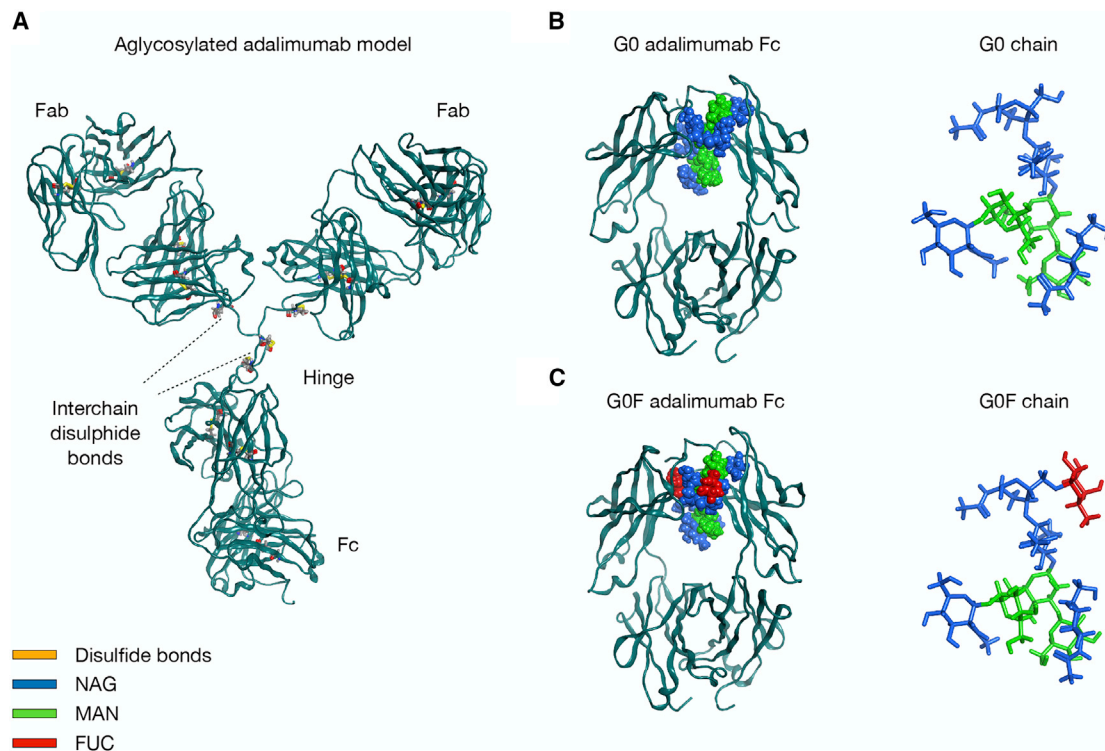 A
Aglycosylated adalimumab model
Fab
Fab
Interchain
disulphide
bonds
Hinge
Fc
Disulfide bonds
NAG
MAN
FUC
B
G0 adalimumab Fc
G0 chain
C
G0F adalimumab Fc
G0F chain